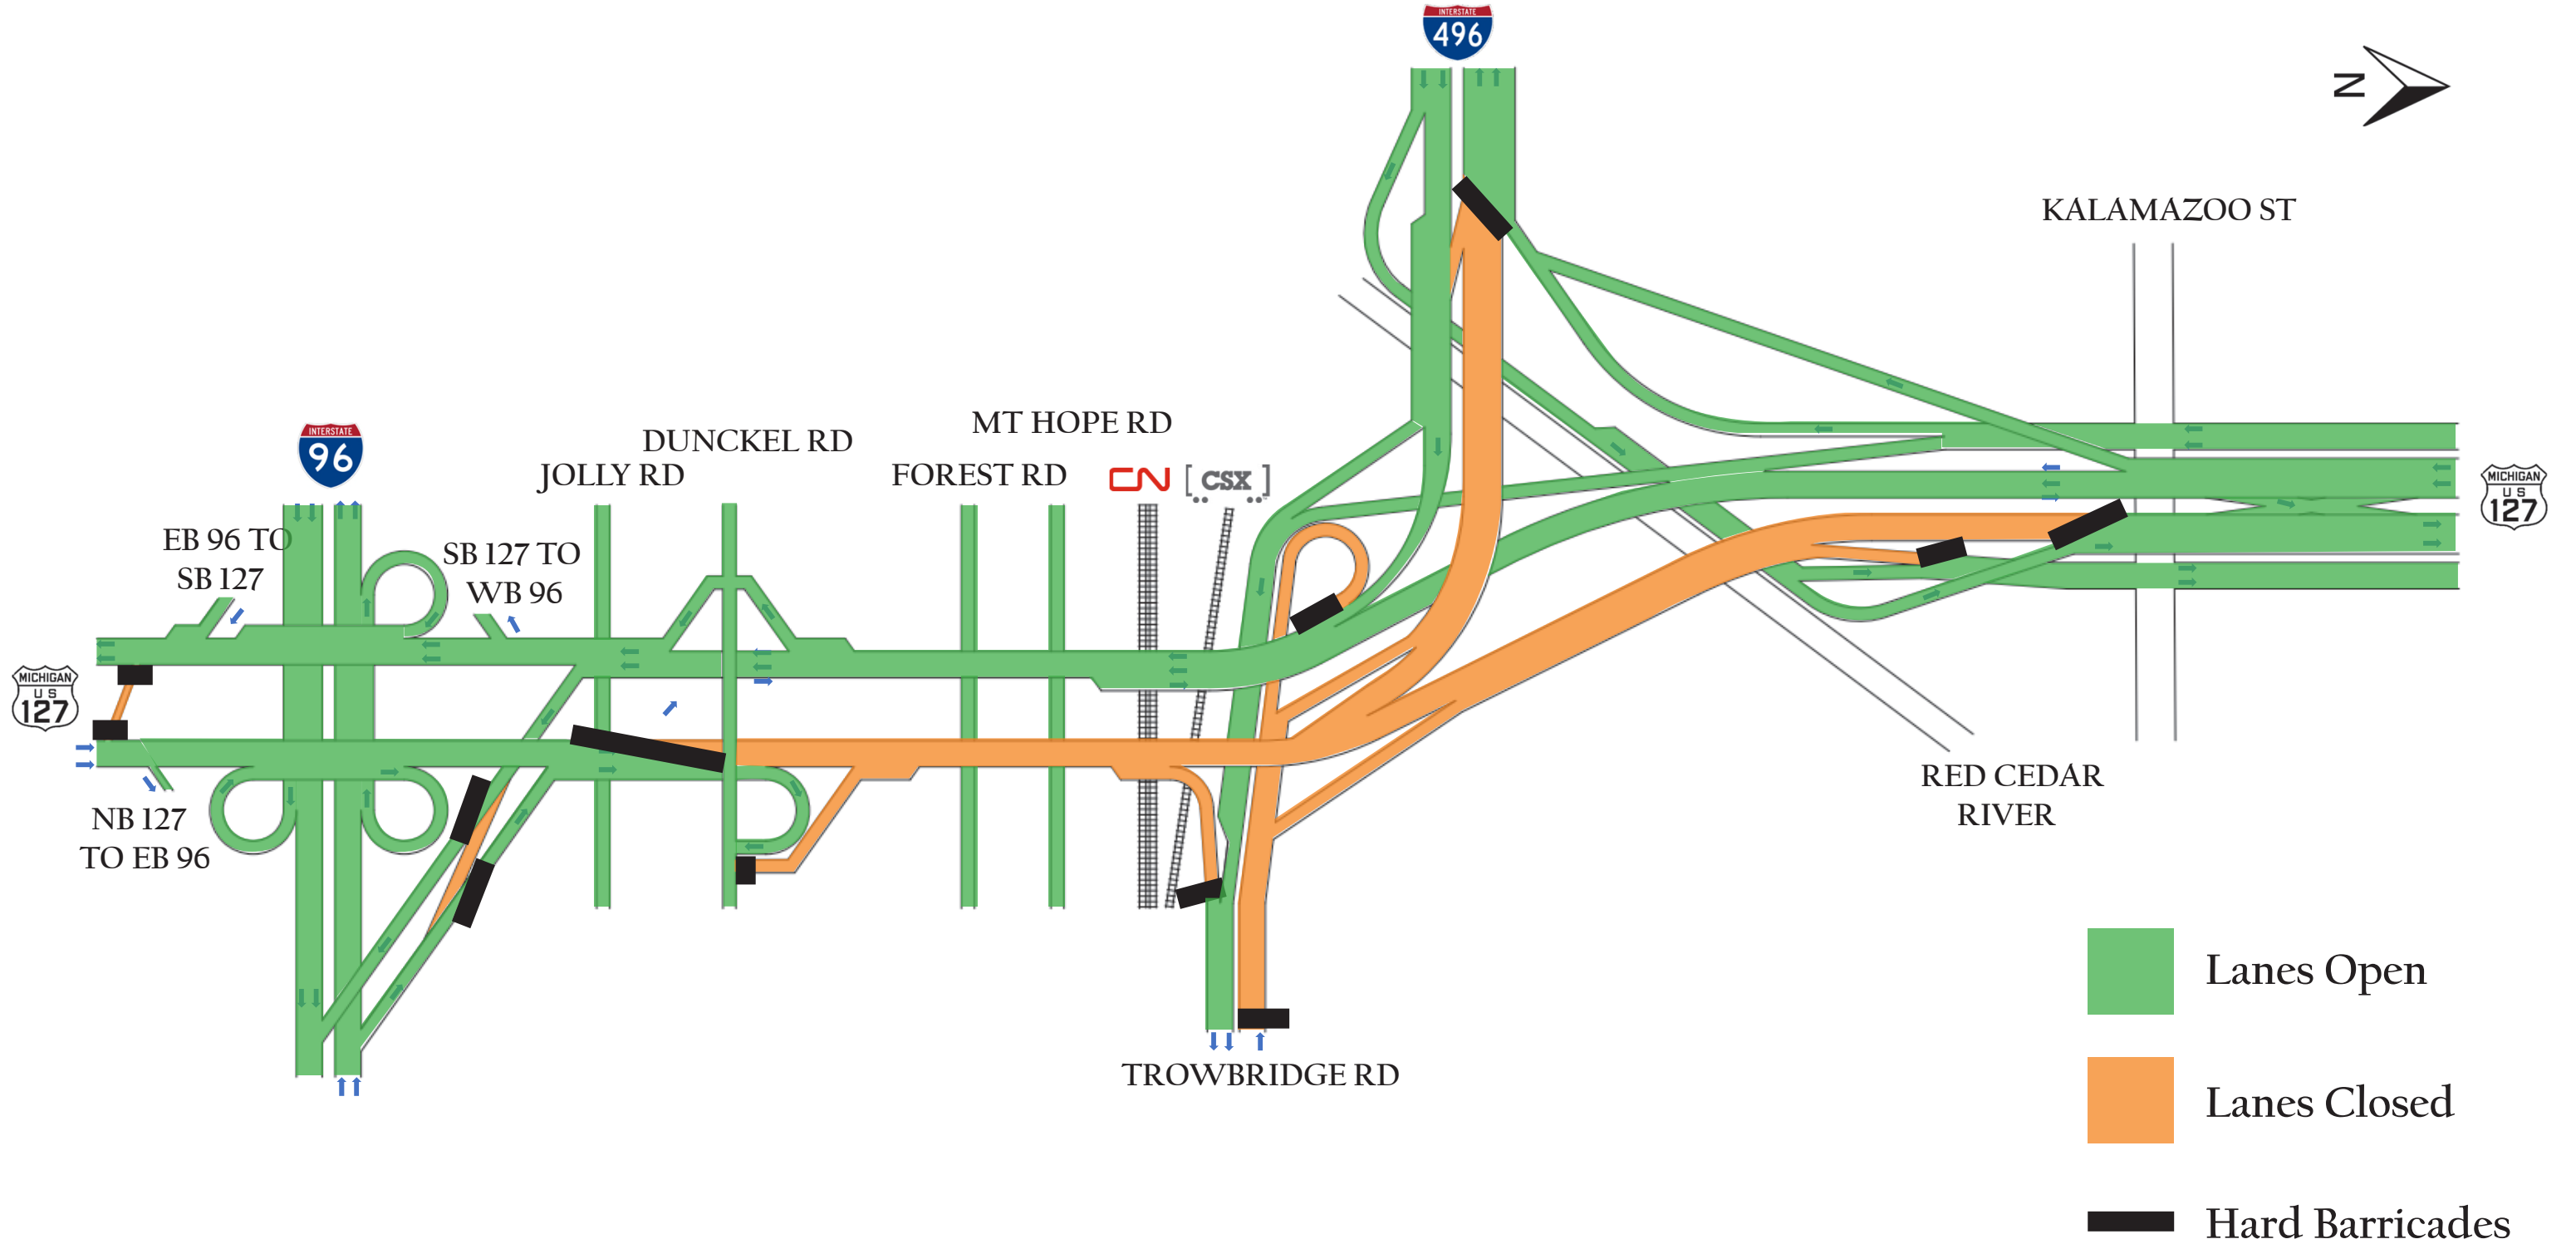 INTERSTATE
496
N
KALAMAZOO ST
MT HOPE RD
DUNCKEL RD
JOLLY RD
FOREST RD
CN
[CSX]
INTERSTATE
96
MICHIGAN
US
127
EB 96 TO
SB 127
SB 127 TO
WB 96
MICHIGAN
US
127
NB 127
TO EB 96
RED CEDAR
RIVER
TROWBRIDGE RD
Lanes Open
Lanes Closed
Hard Barricades